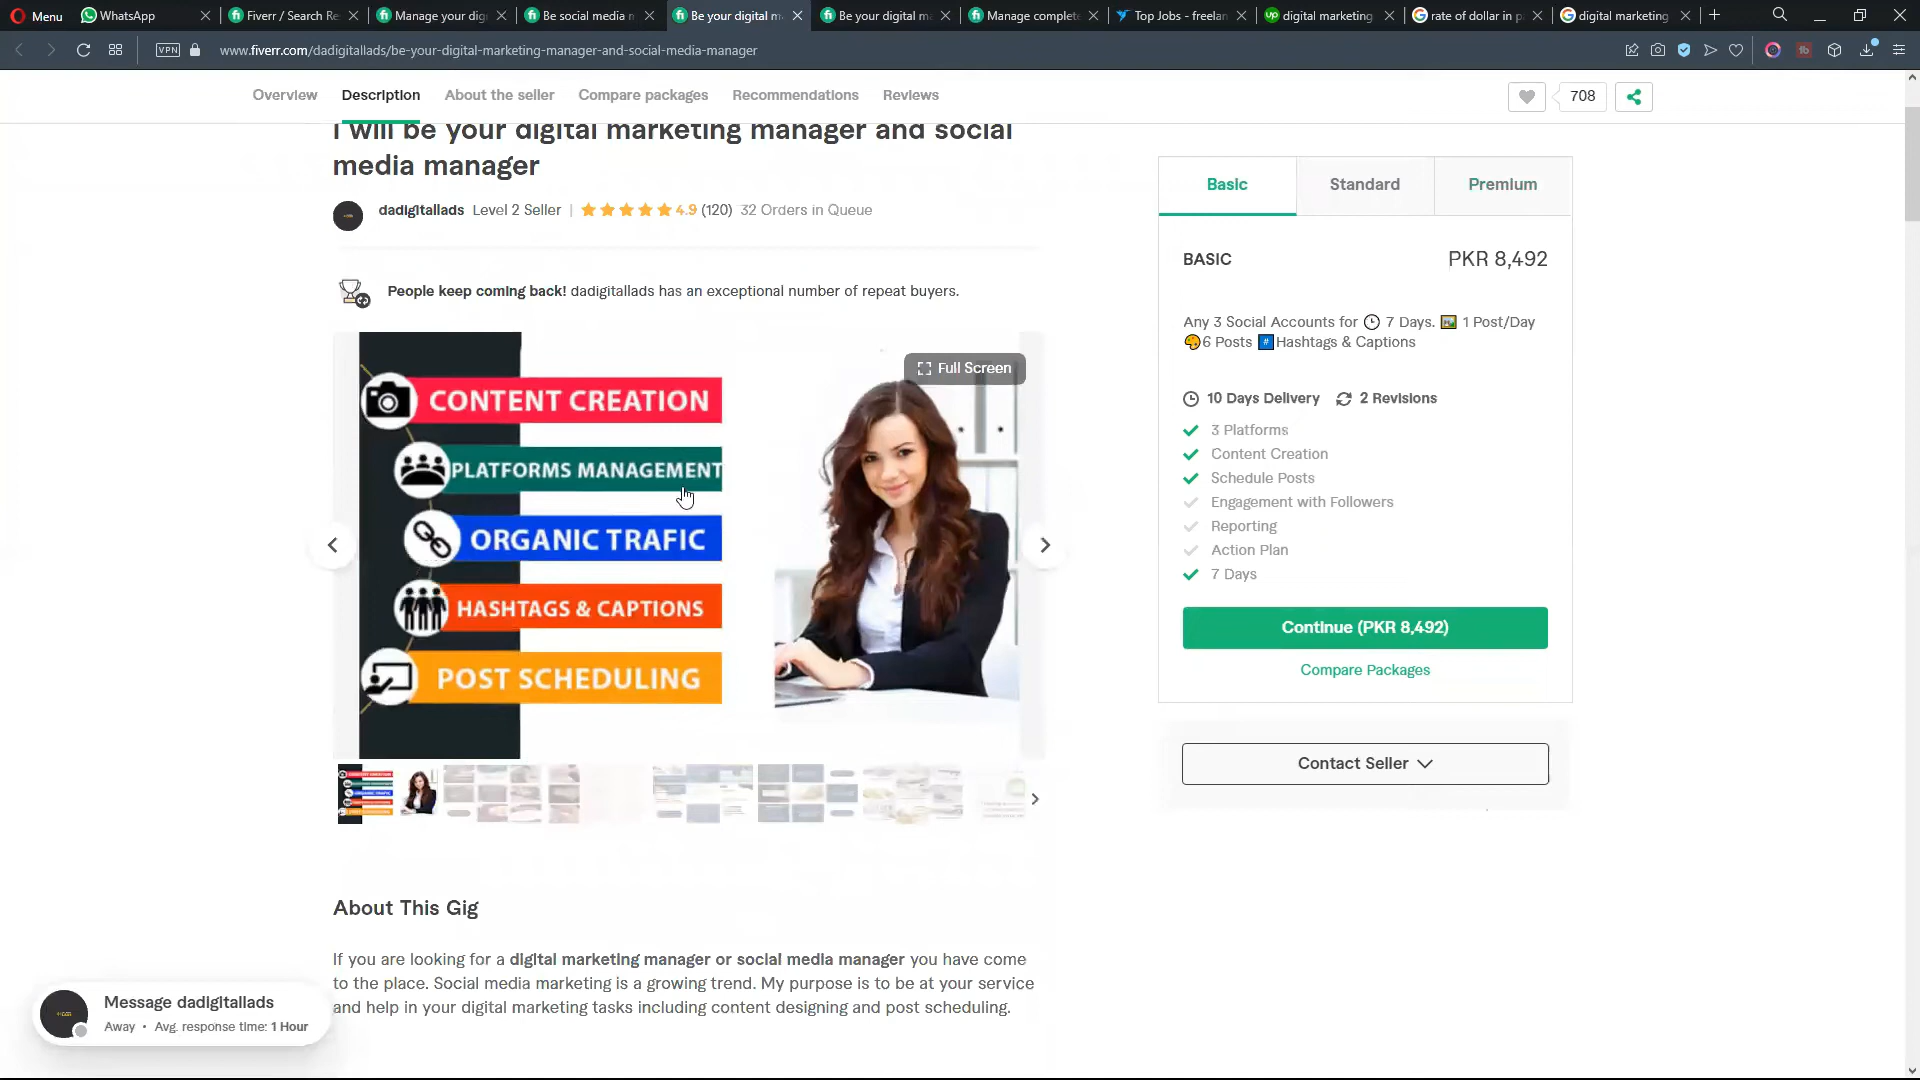 Menu
WhatsApp
Fiverr / Search Re
Manage your dig
Be social media m
Be your digital m
Be your digital ma
Manage complete
Top Jobs - freelan
digital marketing
rate of dollar in p
digital marketing
VPN
www.fiverr.com/dadigitallads/be-your-digital-marketing-manager-and-social-media-manager
Overview
Description
About the seller
Compare packages
Recommendations
Reviews
708
I will be your digital marketing manager and social
media manager
dadigitallads Level 2 Seller | 4.9 (120) 32 Orders in Queue
People keep coming back! dadigitallads has an exceptional number of repeat buyers.
Full Screen
CONTENT CREATION
PLATFORMS MANAGEMENT
ORGANIC TRAFIC
HASHTAGS & CAPTIONS
POST SCHEDULING
Basic
Standard
Premium
BASIC
PKR 8,492
Any 3 Social Accounts for 7 Days. 1 Post/Day
6 Posts # Hashtags & Captions
10 Days Delivery 2 Revisions
3 Platforms
Content Creation
Schedule Posts
Engagement with Followers
Reporting
Action Plan
7 Days
Continue (PKR 8,492)
Compare Packages
Contact Seller
About This Gig
If you are looking for a digital marketing manager or social media manager you have come
to the place. Social media marketing is a growing trend. My purpose is to be at your service
and help in your digital marketing tasks including content designing and post scheduling.
Message dadigitallads
Away • Avg. response time: 1 Hour